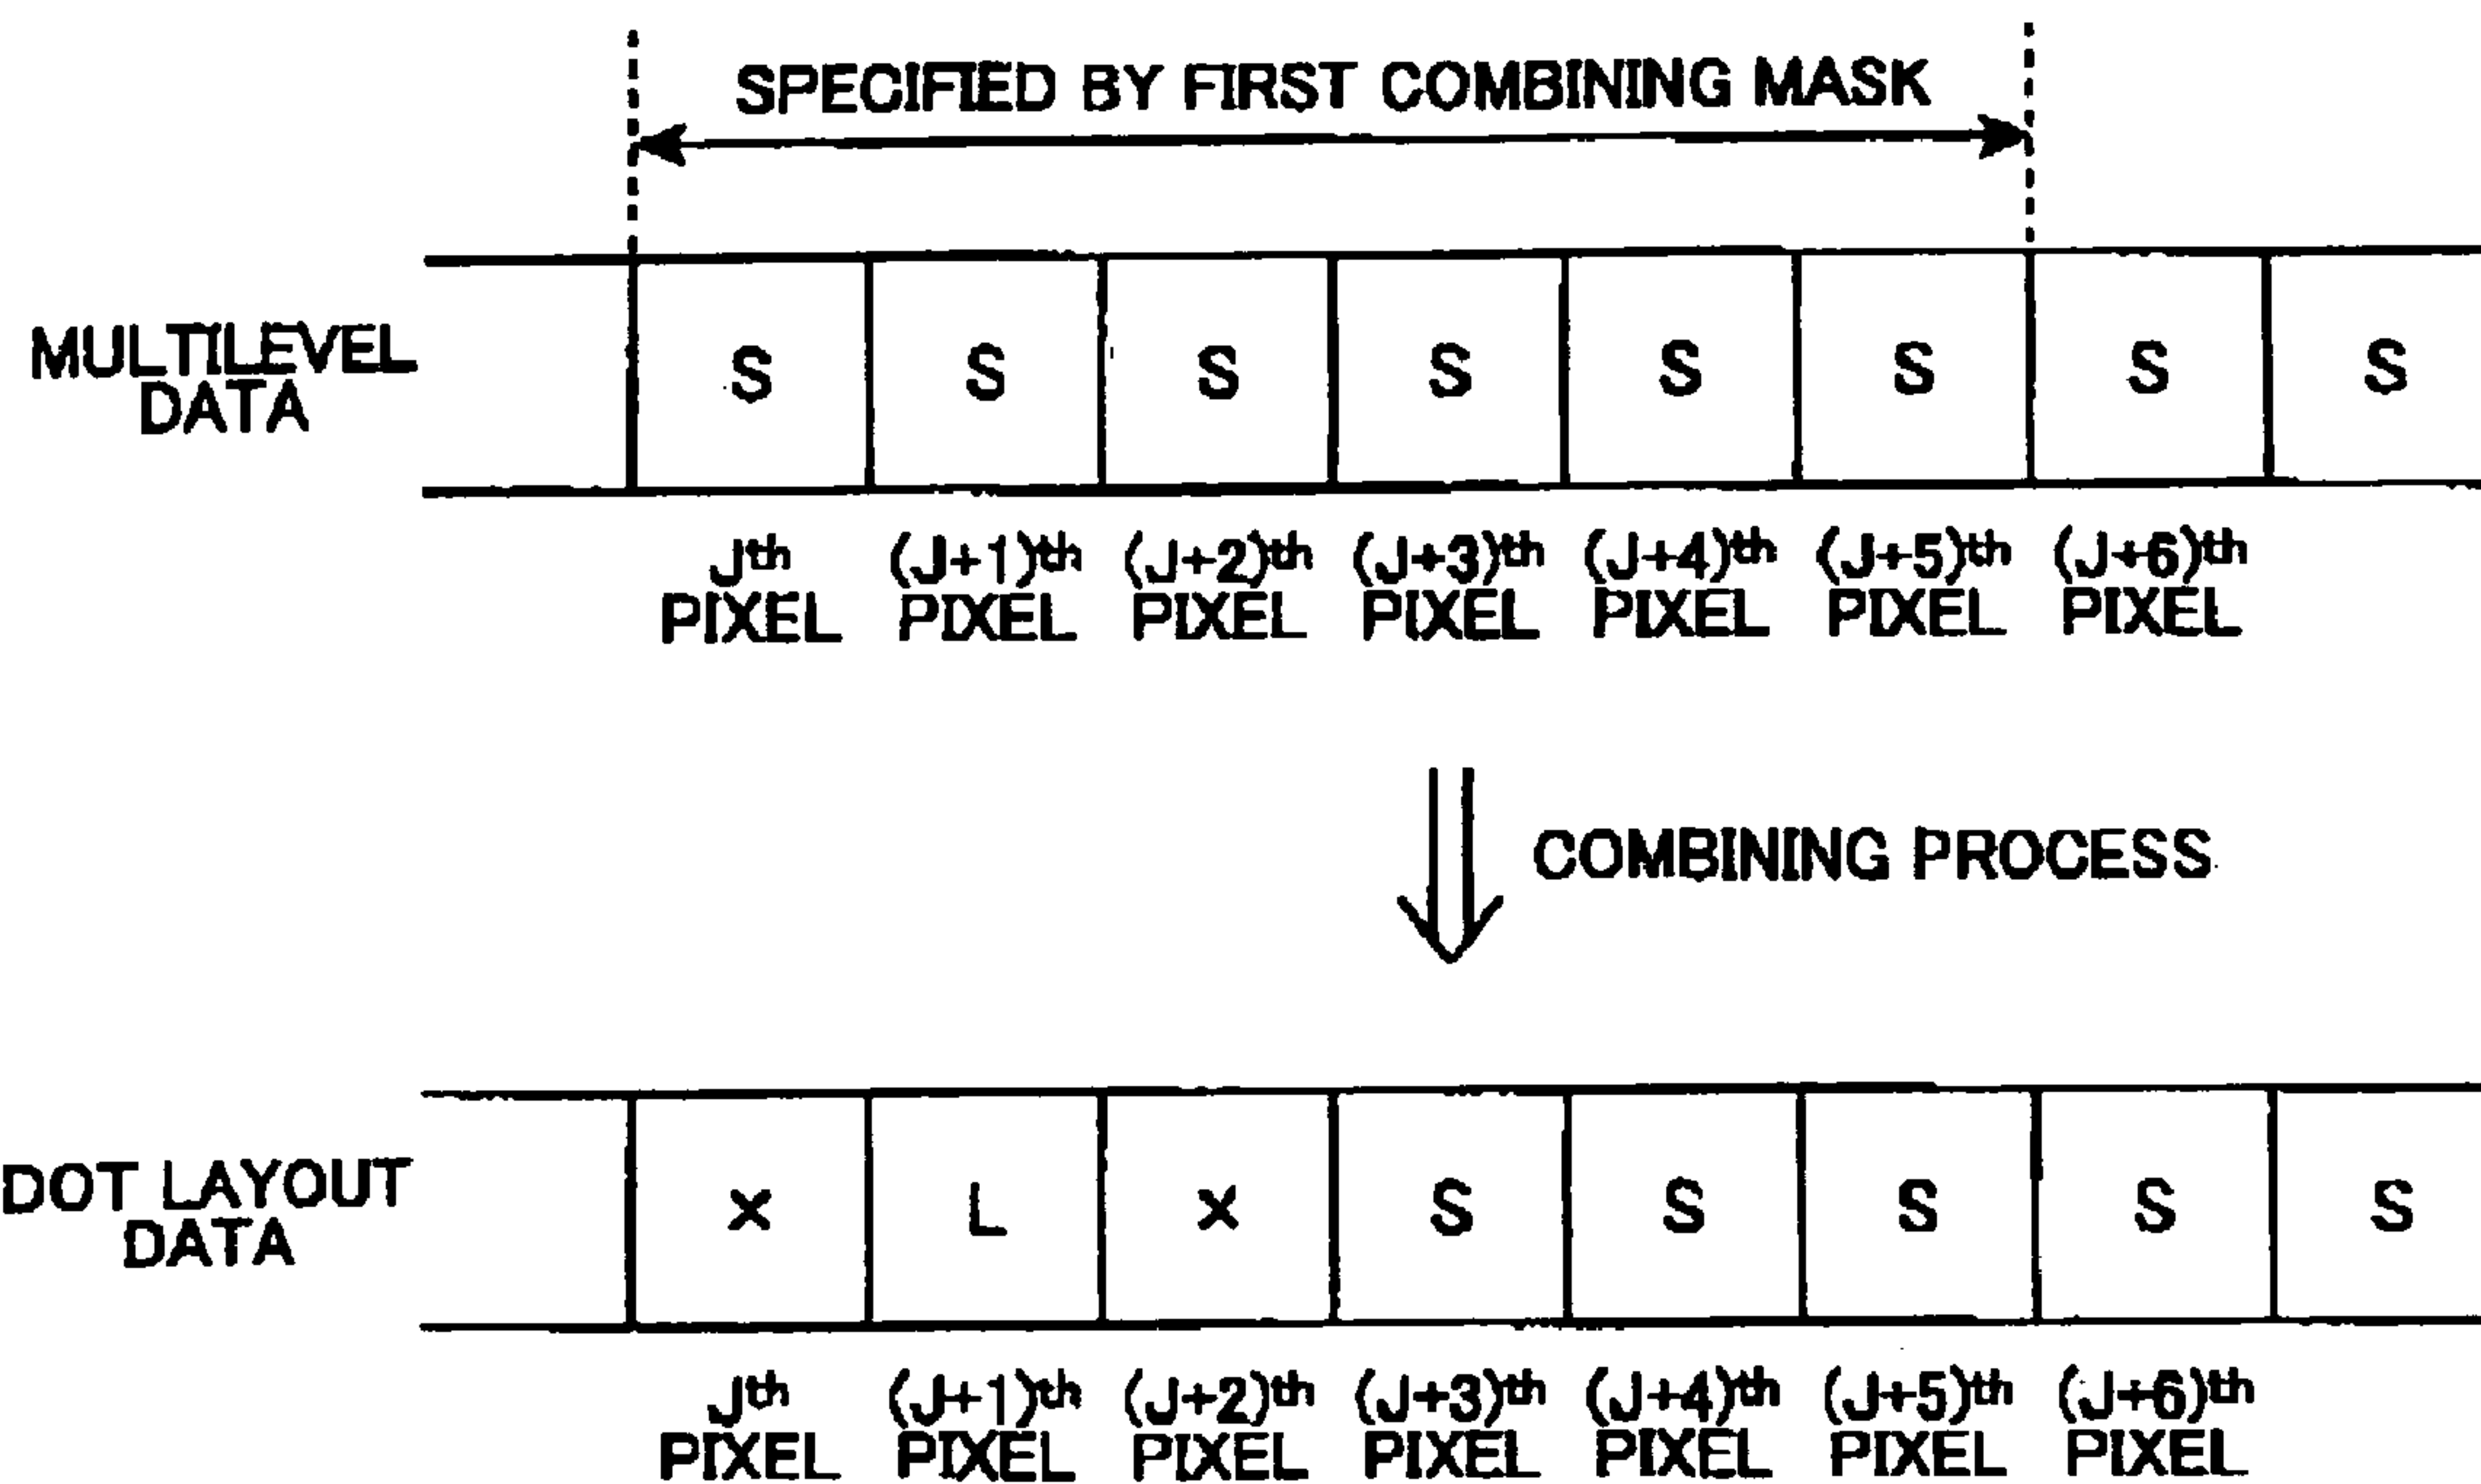 SPECIFIED BY FIRST COMBINING MASK
MULTILEVEL
DATA
S S S S S S S S
Jth (J+1)th (J+2)th (J+3)th (J+4)th (J+5)th (J+6)th
PIXEL PIXEL PIXEL PIXEL PIXEL PIXEL PIXEL
COMBINING PROCESS
DOT LAYOUT
DATA
x L x S S S S S
Jth (J+1)th (J+2)th (J+3)th (J+4)th (J+5)th (J+6)th
PIXEL PIXEL PIXEL PIXEL PIXEL PIXEL PIXEL